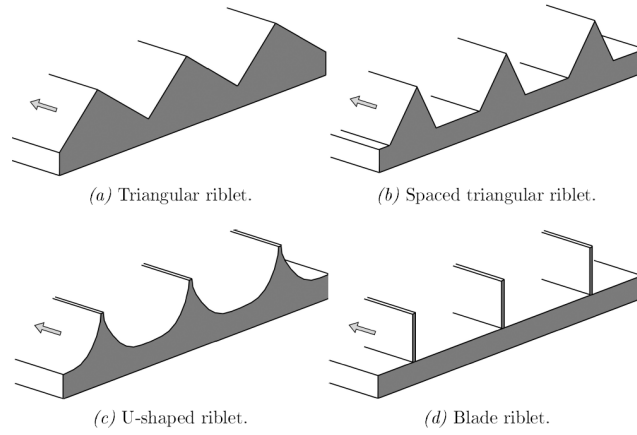 (a) Triangular riblet.
(b) Spaced triangular riblet.
(c) U-shaped riblet.
(d) Blade riblet.